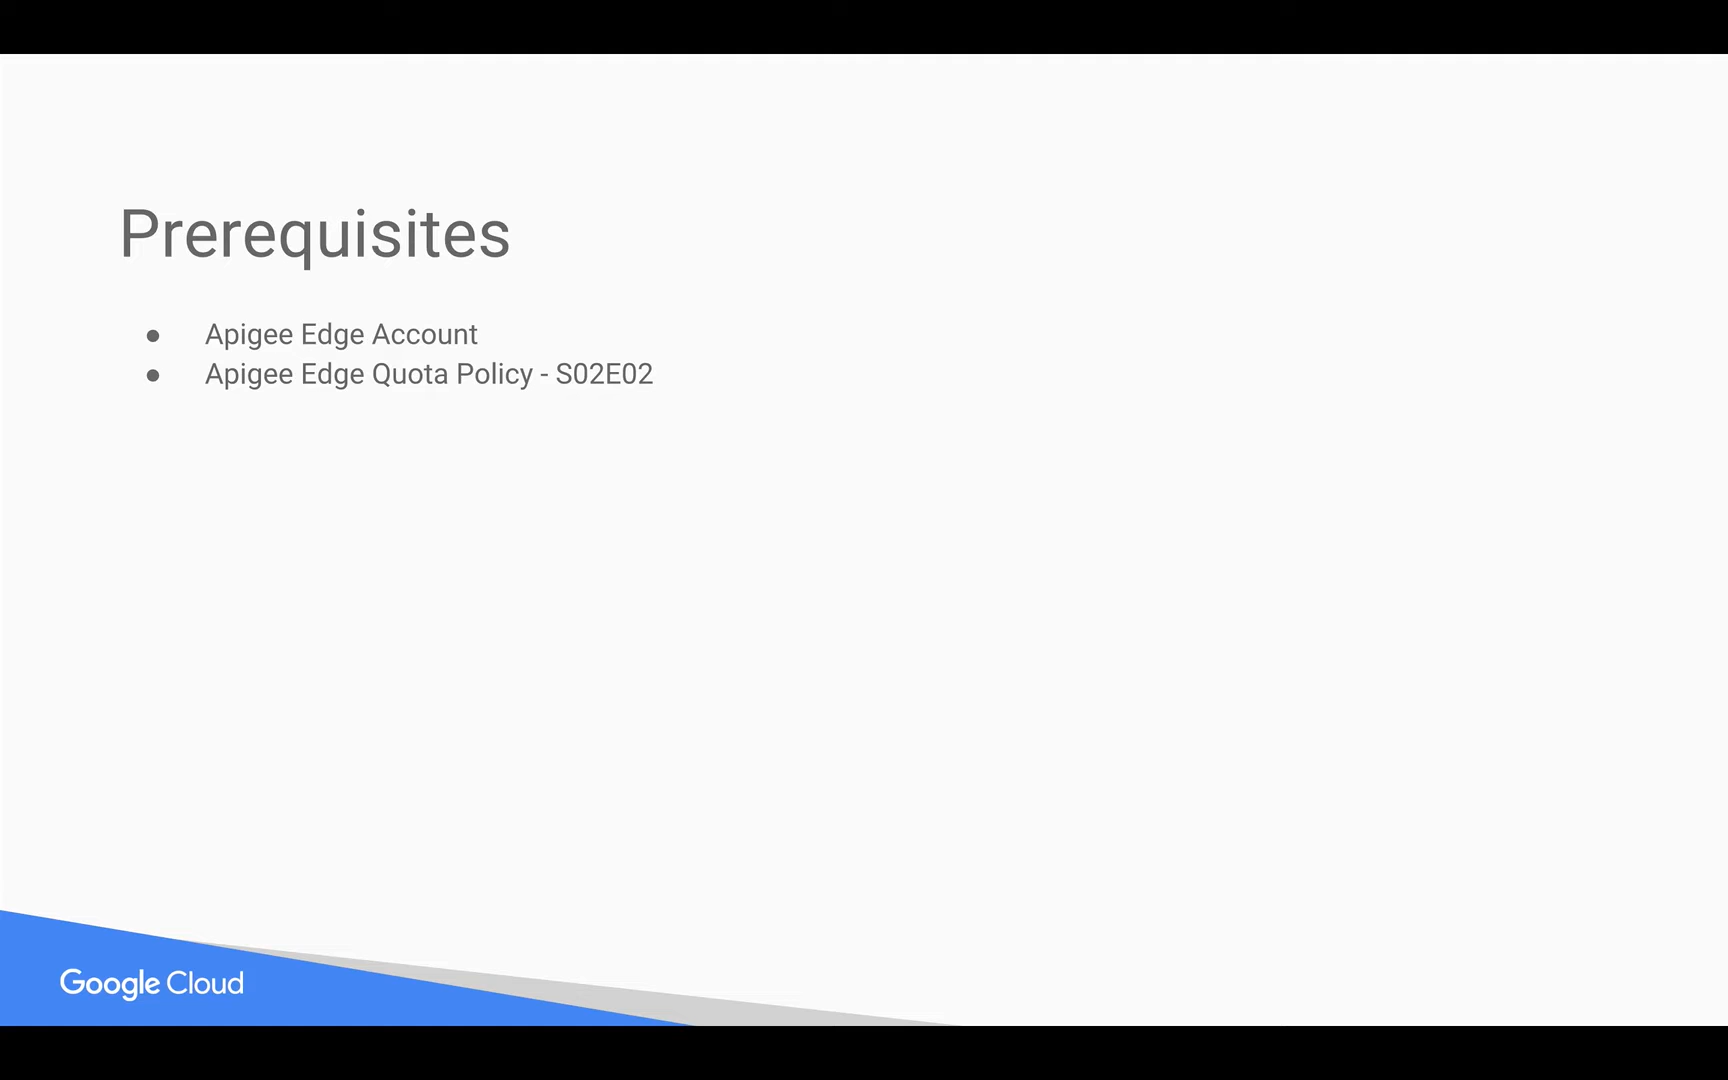 Prerequisites
● Apigee Edge Account
● Apigee Edge Quota Policy - S02E02
Google Cloud